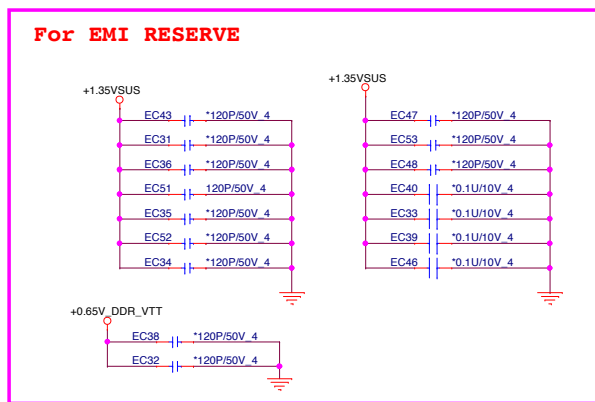 For EMI RESERVE
+1.35VSUS
EC43 *120P/50V_4
EC31 *120P/50V_4
EC36 *120P/50V_4
EC51 120P/50V_4
EC35 *120P/50V_4
EC52 *120P/50V_4
EC34 *120P/50V_4
+1.35VSUS
EC47 *120P/50V_4
EC53 *120P/50V_4
EC48 *120P/50V_4
EC40 *0.1U/10V_4
EC33 *0.1U/10V_4
EC39 *0.1U/10V_4
EC46 *0.1U/10V_4
+0.65V_DDR_VTT
EC38 *120P/50V_4
EC32 *120P/50V_4